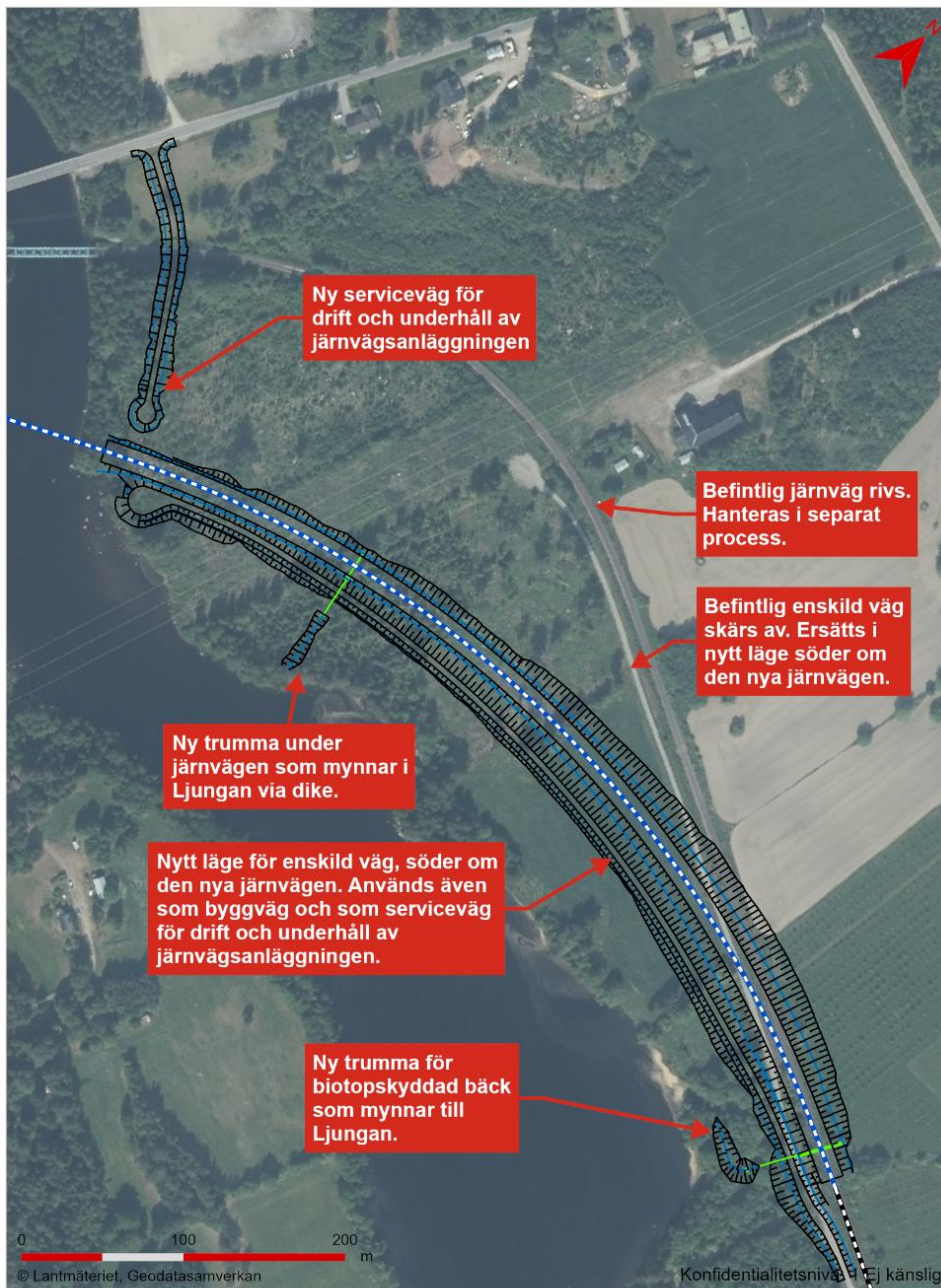 N
Ny serviceväg för
drift och underhåll av
järnvägsanläggningen
Befintlig järnväg rivs.
Hanteras i separat
process.
Befintlig enskild väg
skärs av. Ersätts i
nytt läge söder om
den nya järnvägen.
Ny trumma under
järnvägen som mynnar i
Ljungan via dike.
Nytt läge för enskild väg, söder om
den nya järnvägen. Används även
som byggväg och som serviceväg
för drift och underhåll av
järnvägsanläggningen.
Ny trumma för
biotopskyddad bäck
som mynnar till
Ljungan.
0 100 200
m
© Lantmäteriet, Geodatasamverkan
Konfidentialitetsnivå 1 Ej känslig